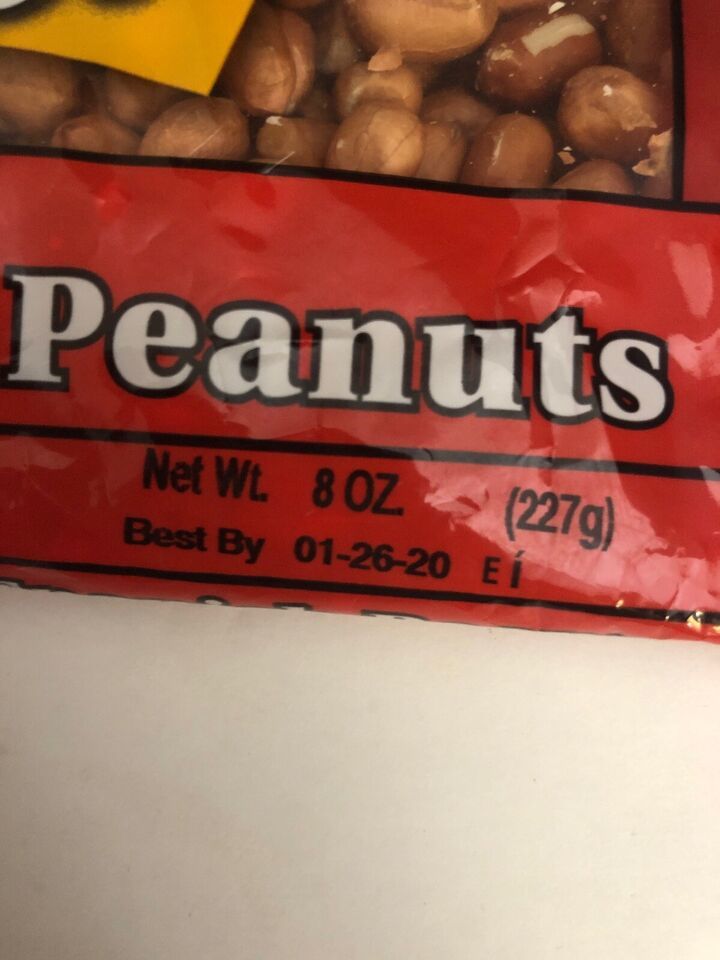 Peanuts
Net Wt. 8 OZ. (227g)
Best By 01-26-20 E Í